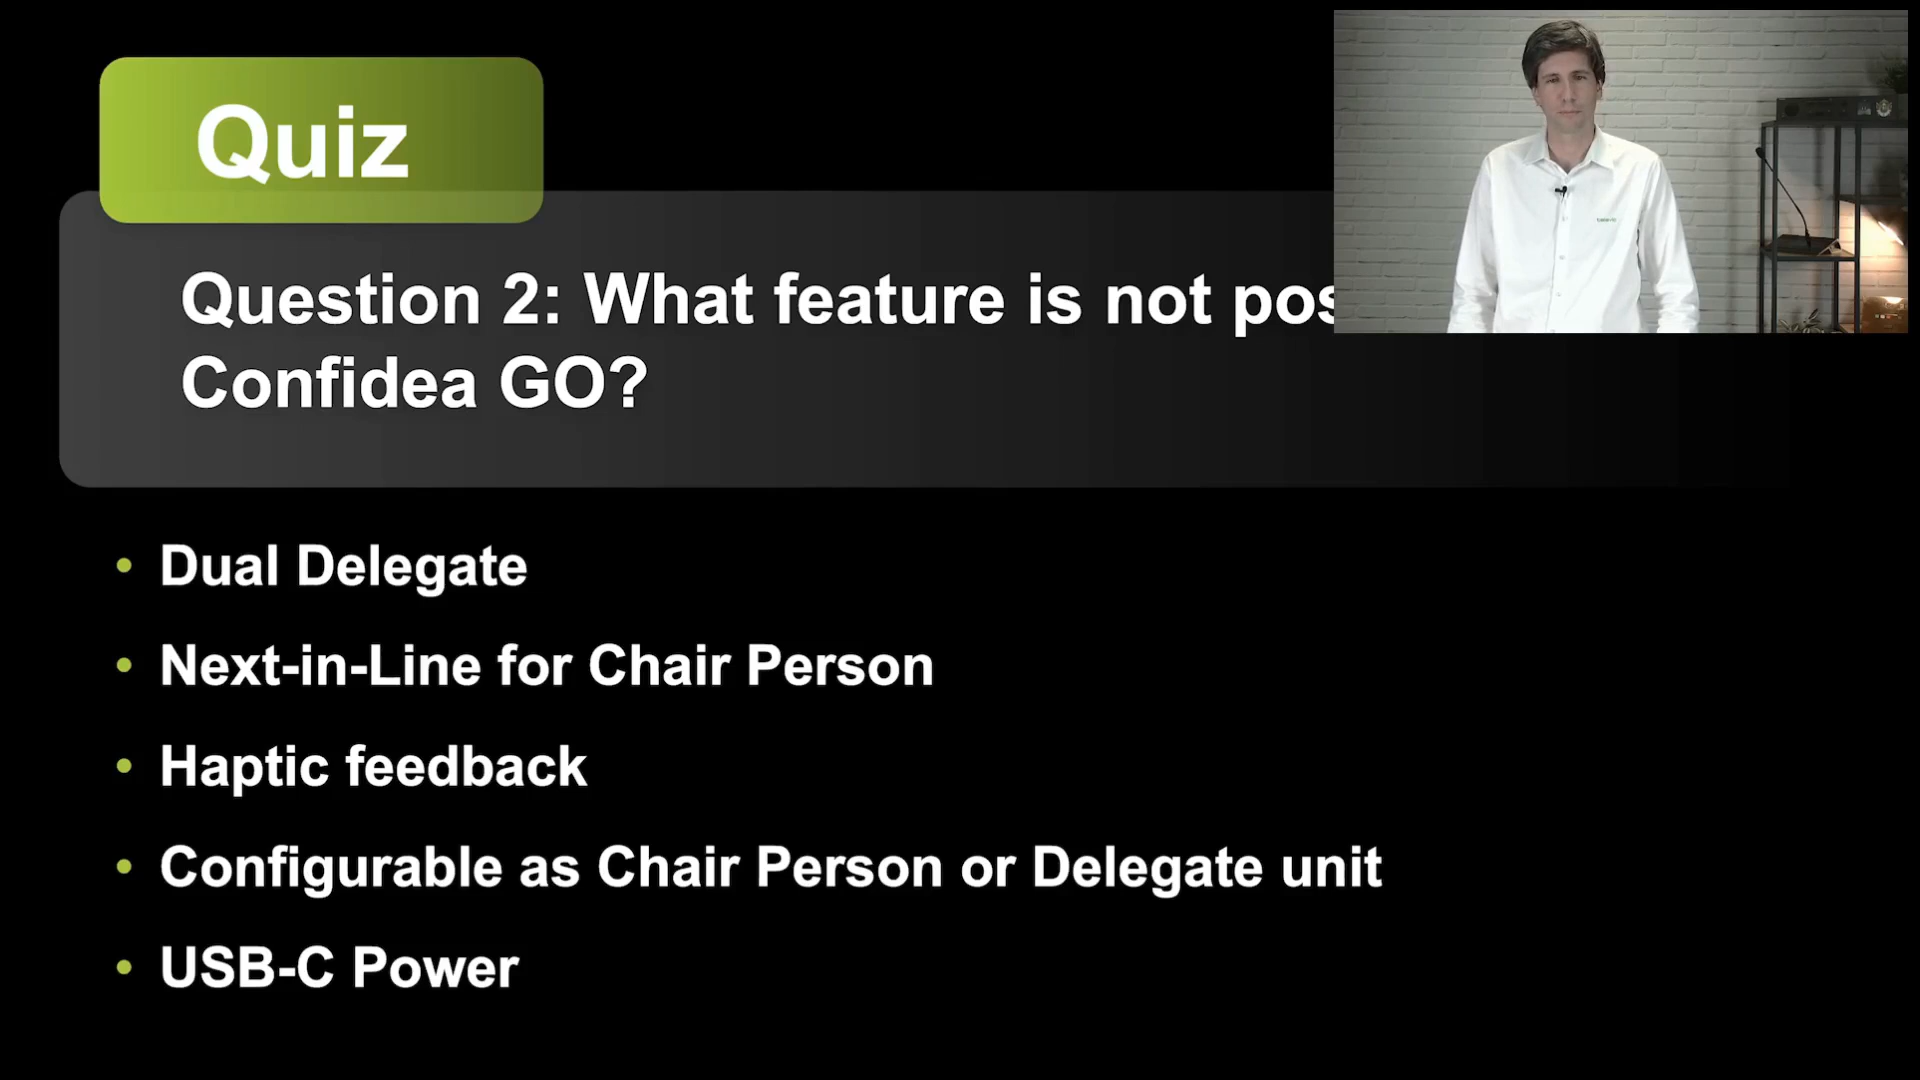 Quiz
Question 2: What feature is not
Confidea GO?
• Dual Delegate
• Next-in-Line for Chair Person
• Haptic feedback
• Configurable as Chair Person or Delegate unit
• USB-C Power